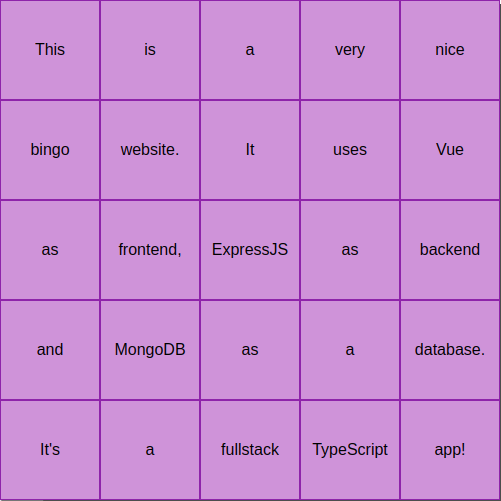 This is a very nice
bingo website. It uses Vue
as frontend, ExpressJS as backend
and MongoDB as a database.
It's a fullstack TypeScript app!